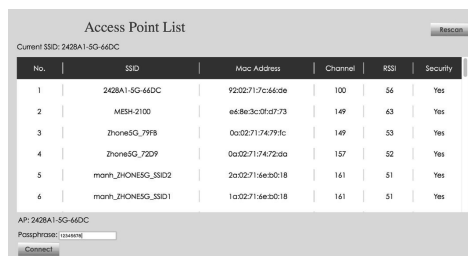 Access Point List
Rescan
Current SSID: 2428A1-5G-66DC
No. SSID Mac Address Channel RSSI Security
1 2428A1-5G-66DC 92:02:71:7c:66:de 100 56 Yes
2 MESH-2100 e6:8e:3c:0f:d7:73 149 63 Yes
3 Zhone5G_79FB 0a:02:71:74:79:fc 149 53 Yes
4 Zhone5G_72D9 0a:02:71:74:72:da 157 52 Yes
5 manh_ZHONE5G_SSID2 2a:02:71:6e:b0:18 161 51 Yes
6 manh_ZHONE5G_SSID1 1a:02:71:6e:b0:18 161 51 Yes
AP: 2428A1-5G-66DC
Passphrase: 12345678
Connect